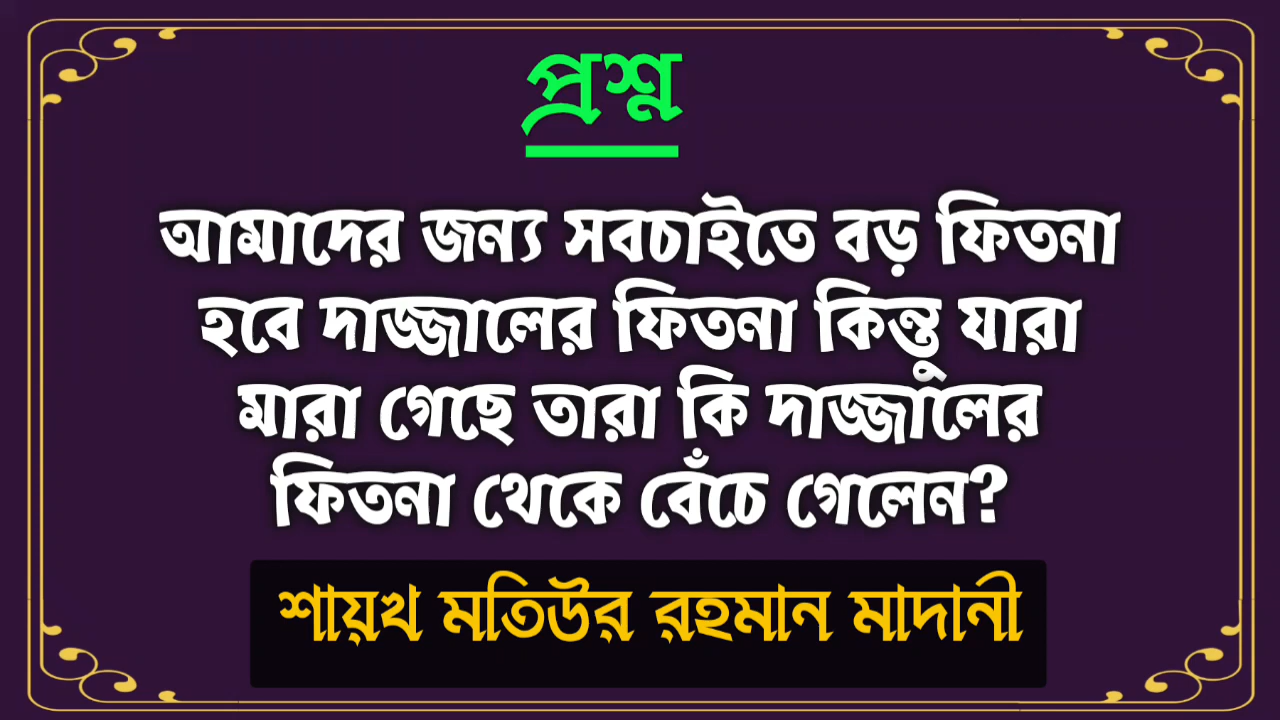 প্রশ্ন
আমাদের জন্য সবচাইতে বড় ফিতনা
হবে দাজ্জালের ফিতনা কিন্তু যারা
মারা গেছে তারা কি দাজ্জালের
ফিতনা থেকে বেঁচে গেলেন?
শায়খ মতিউর রহমান মাদানী